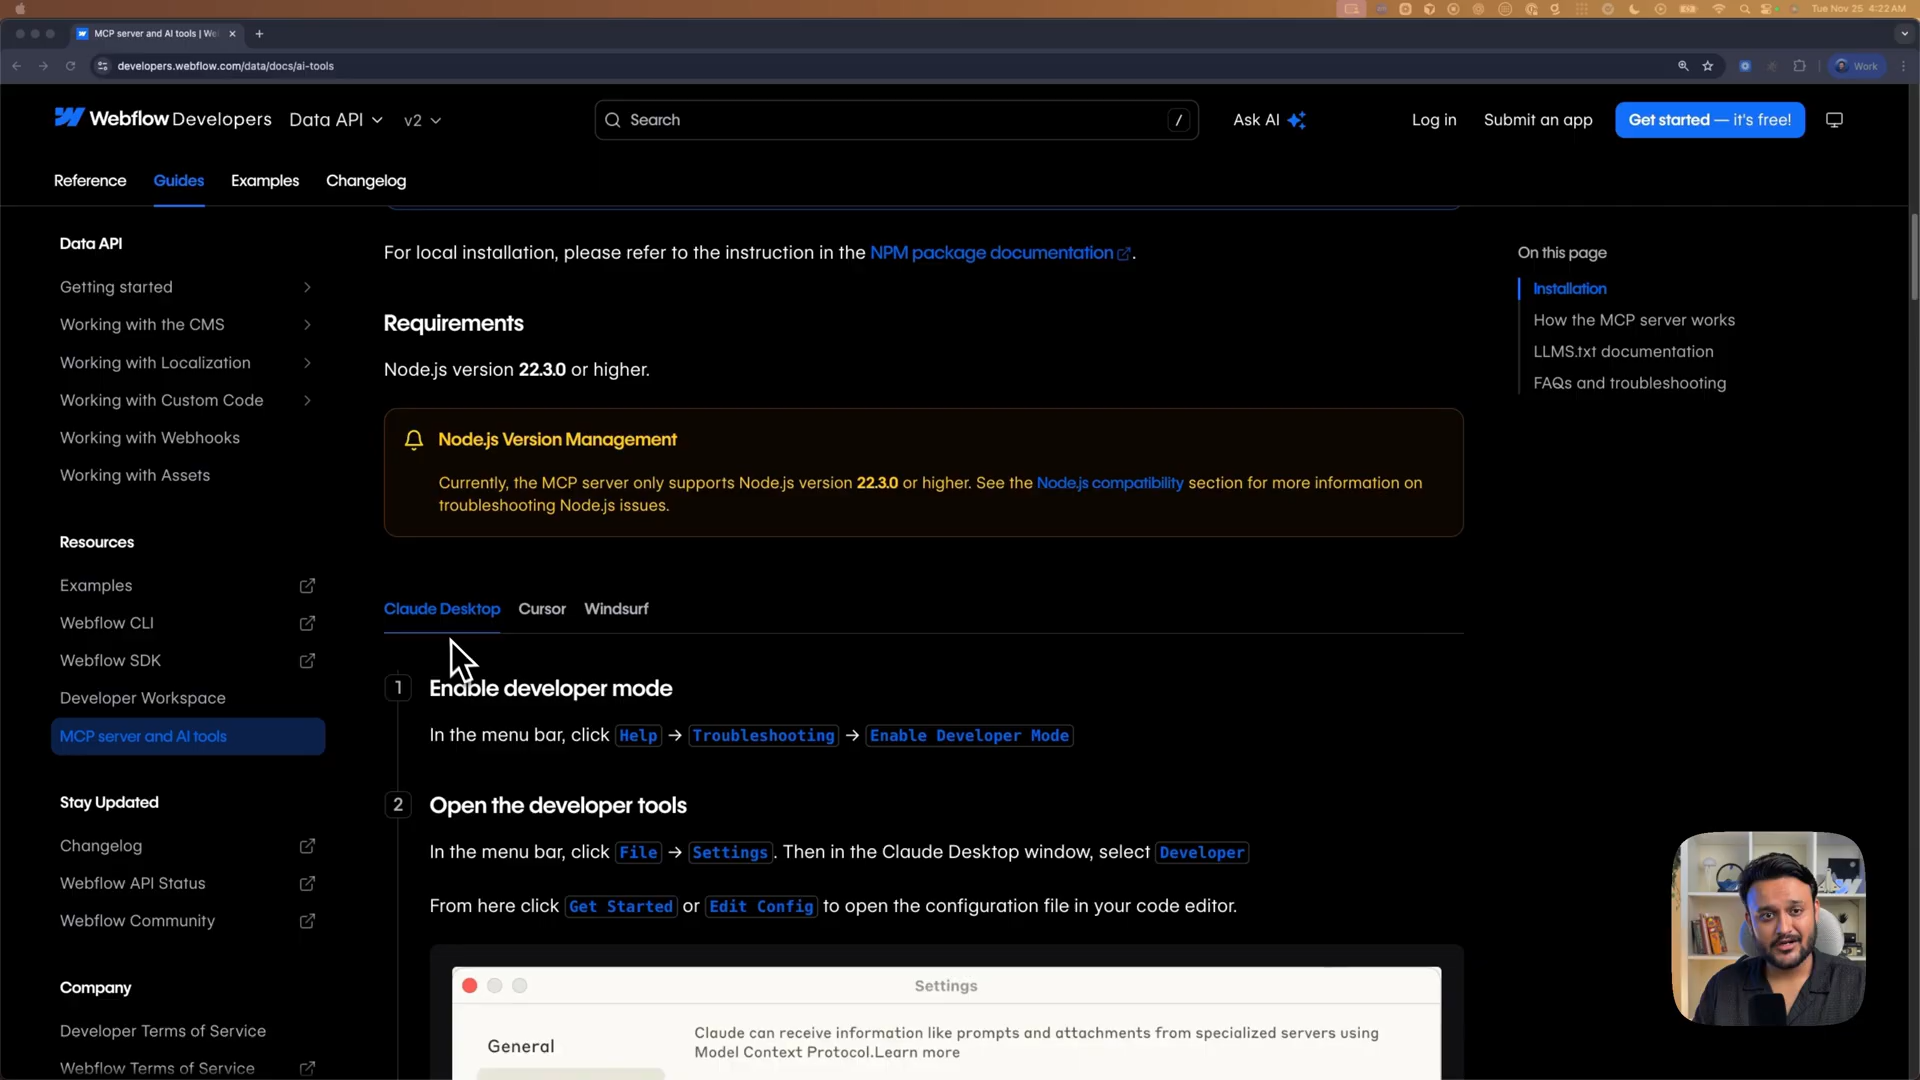 Tue Nov 25 4:22 AM
MCP server and AI tools | We
developers.webflow.com/data/docs/ai-tools
Work
Webflow Developers
Data API
v2
Search
/
Ask AI
Log in
Submit an app
Get started — it's free!
Reference
Guides
Examples
Changelog
Data API
Getting started
Working with the CMS
Working with Localization
Working with Custom Code
Working with Webhooks
Working with Assets
Resources
Examples
Webflow CLI
Webflow SDK
Developer Workspace
MCP server and AI tools
Stay Updated
Changelog
Webflow API Status
Webflow Community
Company
Developer Terms of Service
Webflow Terms of Service
For local installation, please refer to the instruction in the NPM package documentation.
Requirements
Node.js version 22.3.0 or higher.
Node.js Version Management
Currently, the MCP server only supports Node.js version 22.3.0 or higher. See the Node.js compatibility section for more information on
troubleshooting Node.js issues.
Claude Desktop
Cursor
Windsurf
1
Enable developer mode
In the menu bar, click Help → Troubleshooting → Enable Developer Mode
2
Open the developer tools
In the menu bar, click File → Settings. Then in the Claude Desktop window, select Developer
From here click Get Started or Edit Config to open the configuration file in your code editor.
Settings
General
Claude can receive information like prompts and attachments from specialized servers using
Model Context Protocol.Learn more
On this page
Installation
How the MCP server works
LLMS.txt documentation
FAQs and troubleshooting